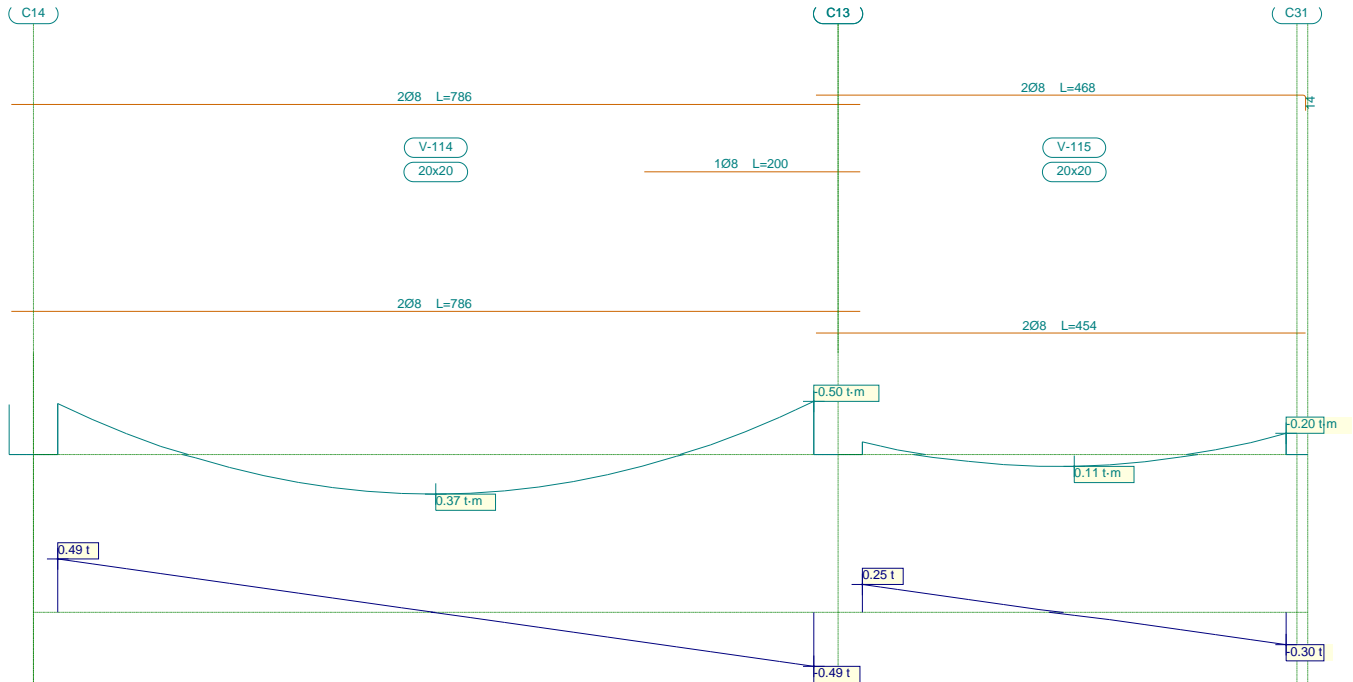 C14
C13
C31
2Ø8 L=786
2Ø8 L=468
14
V-114
20x20
1Ø8 L=200
V-115
20x20
2Ø8 L=786
2Ø8 L=454
-0.50 t·m
-0.20 t·m
0.37 t·m
0.11 t·m
0.49 t
0.25 t
-0.49 t
-0.30 t